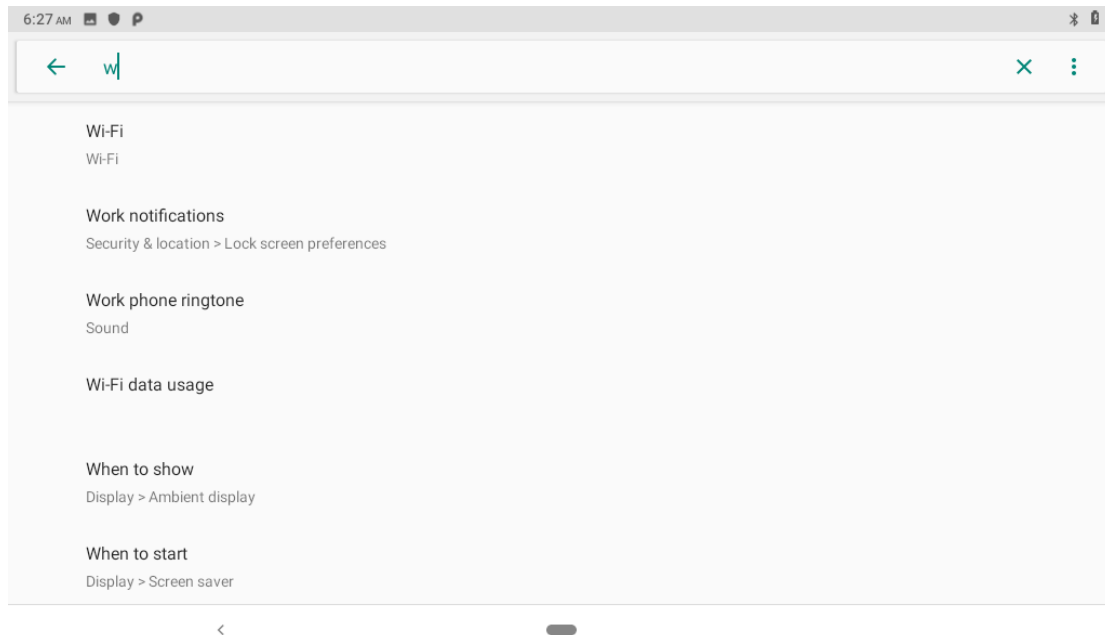 6:27 AM
w
Wi-Fi
Wi-Fi
Work notifications
Security & location > Lock screen preferences
Work phone ringtone
Sound
Wi-Fi data usage
When to show
Display > Ambient display
When to start
Display > Screen saver